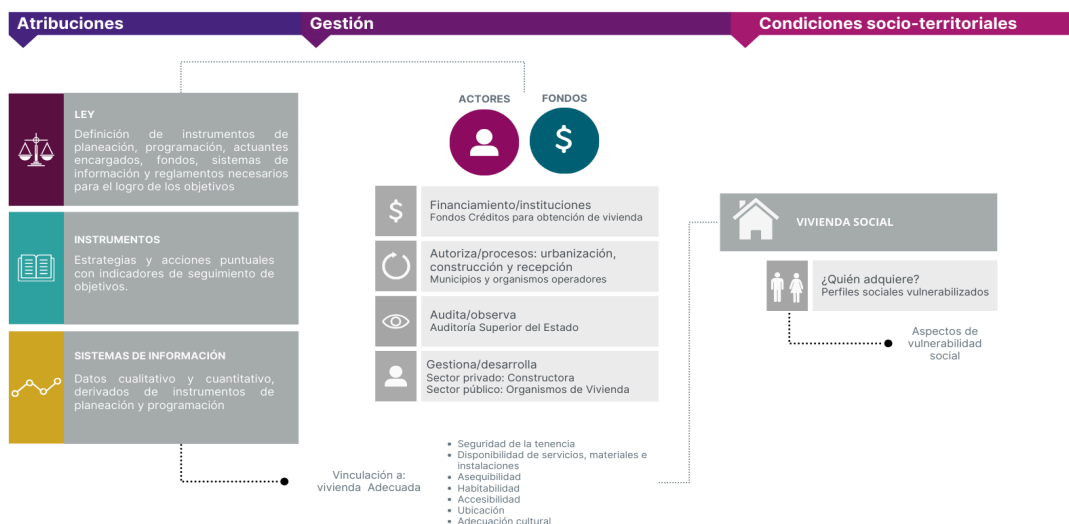 Atribuciones
Gestión
Condiciones socio-territoriales
LEY
Definición de instrumentos de
planeación, programación, actuantes
encargados, fondos, sistemas de
información y reglamentos necesarios
para el logro de los objetivos
INSTRUMENTOS
Estrategias y acciones puntuales
con indicadores de seguimiento de
objetivos.
SISTEMAS DE INFORMACIÓN
Datos cualitativo y cuantitativo,
derivados de instrumentos de
planeación y programación
ACTORES
FONDOS
$
$
Financiamiento/instituciones
Fondos Créditos para obtención de vivienda
Autoriza/procesos: urbanización,
construcción y recepción
Municipios y organismos operadores
Audita/observa
Auditoría Superior del Estado
Gestiona/desarrolla
Sector privado: Constructora
Sector público: Organismos de Vivienda
Vinculación a:
vivienda Adecuada
• Seguridad de la tenencia
• Disponibilidad de servicios, materiales e
instalaciones
• Asequibilidad
• Habitabilidad
• Accesibilidad
• Ubicación
• Adecuación cultural
VIVIENDA SOCIAL
¿Quién adquiere?
Perfiles sociales vulnerabilizados
Aspectos de
vulnerabilidad
social